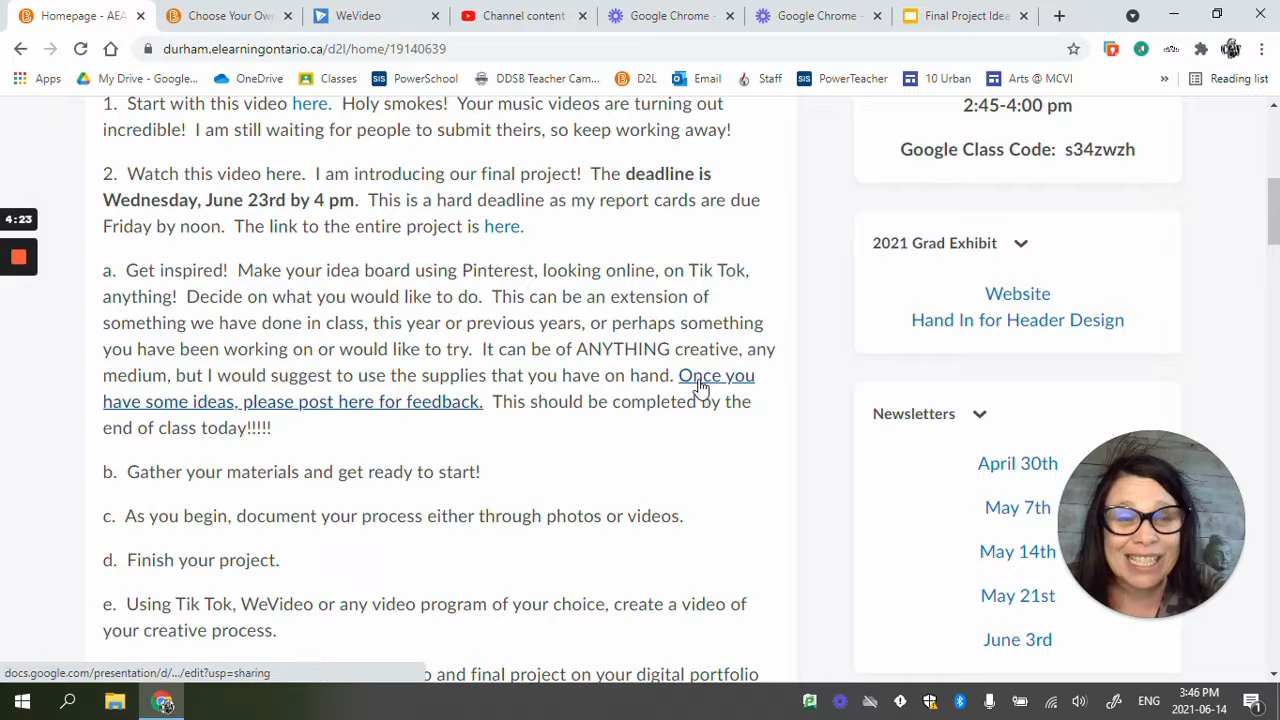 Homepage - AEA
Choose Your Own
WeVideo
Channel content
Google Chrome -
Google Chrome -
Final Project Idea
durham.elearningontario.ca/d2l/home/19140639
Apps
My Drive - Google...
OneDrive
Classes
SIS PowerSchool
DDSB Teacher Cam...
D2L
Email
Staff
SIS PowerTeacher
10 Urban
Arts @ MCVI
»
Reading list
1. Start with this video here. Holy smokes! Your music videos are turning out
incredible! I am still waiting for people to submit theirs, so keep working away!
2. Watch this video here. I am introducing our final project! The deadline is
Wednesday, June 23rd by 4 pm. This is a hard deadline as my report cards are due
Friday by noon. The link to the entire project is here.
a. Get inspired! Make your idea board using Pinterest, looking online, on Tik Tok,
anything! Decide on what you would like to do. This can be an extension of
something we have done in class, this year or previous years, or perhaps something
you have been working on or would like to try. It can be of ANYTHING creative, any
medium, but I would suggest to use the supplies that you have on hand. Once you
have some ideas, please post here for feedback. This should be completed by the
end of class today!!!!!
b. Gather your materials and get ready to start!
c. As you begin, document your process either through photos or videos.
d. Finish your project.
e. Using Tik Tok, WeVideo or any video program of your choice, create a video of
your creative process.
o and final project on your digital portfolio
2:45-4:00 pm
Google Class Code: s34zwzh
2021 Grad Exhibit
Website
Hand In for Header Design
Newsletters
April 30th
May 7th
May 14th
May 21st
June 3rd
4:23
docs.google.com/presentation/d/.../edit?usp=sharing
ENG
3:46 PM
2021-06-14
1